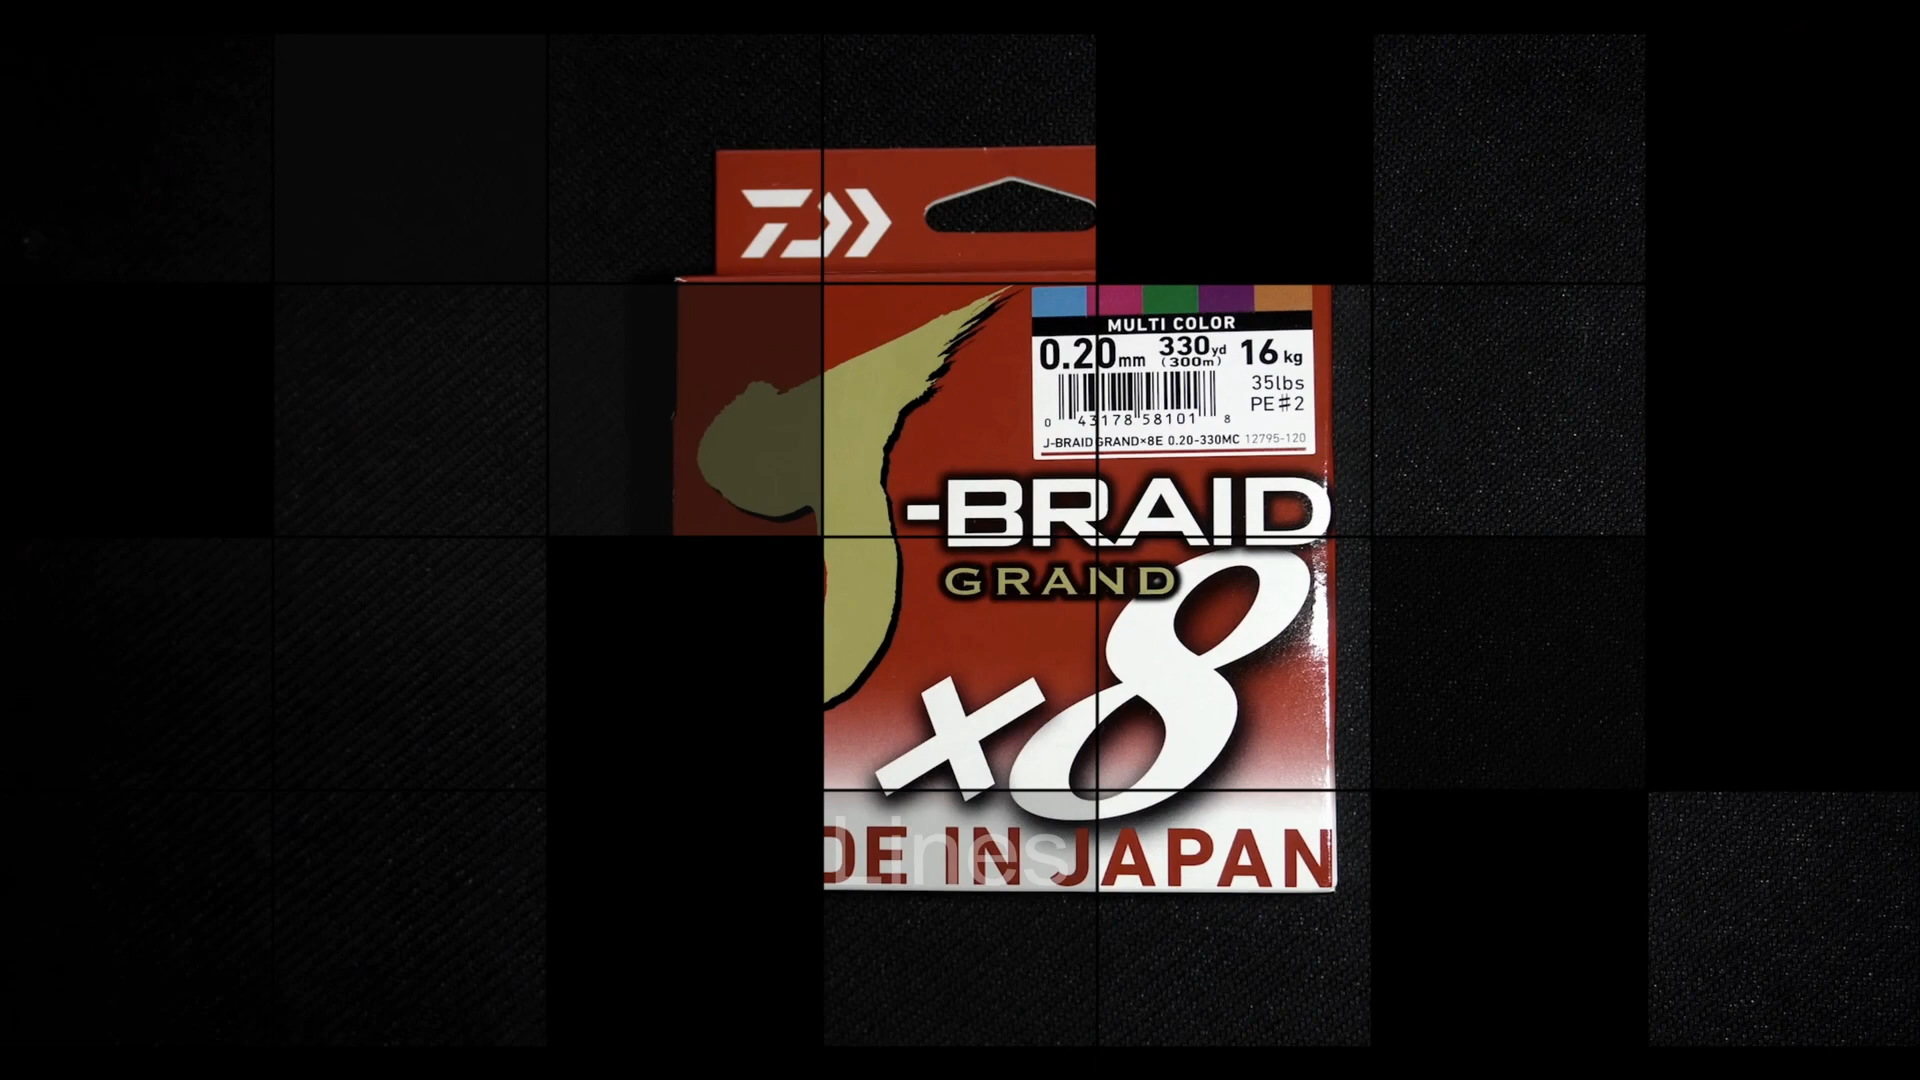 MULTI COLOR
0.20mm 330yd (300m) 16kg
35lbs
PE#2
0 43178 58101 8
J-BRAID GRAND×8E 0.20-330MC 12795-120
J-BRAID
GRAND
×8
DE IN JAPAN
Lines